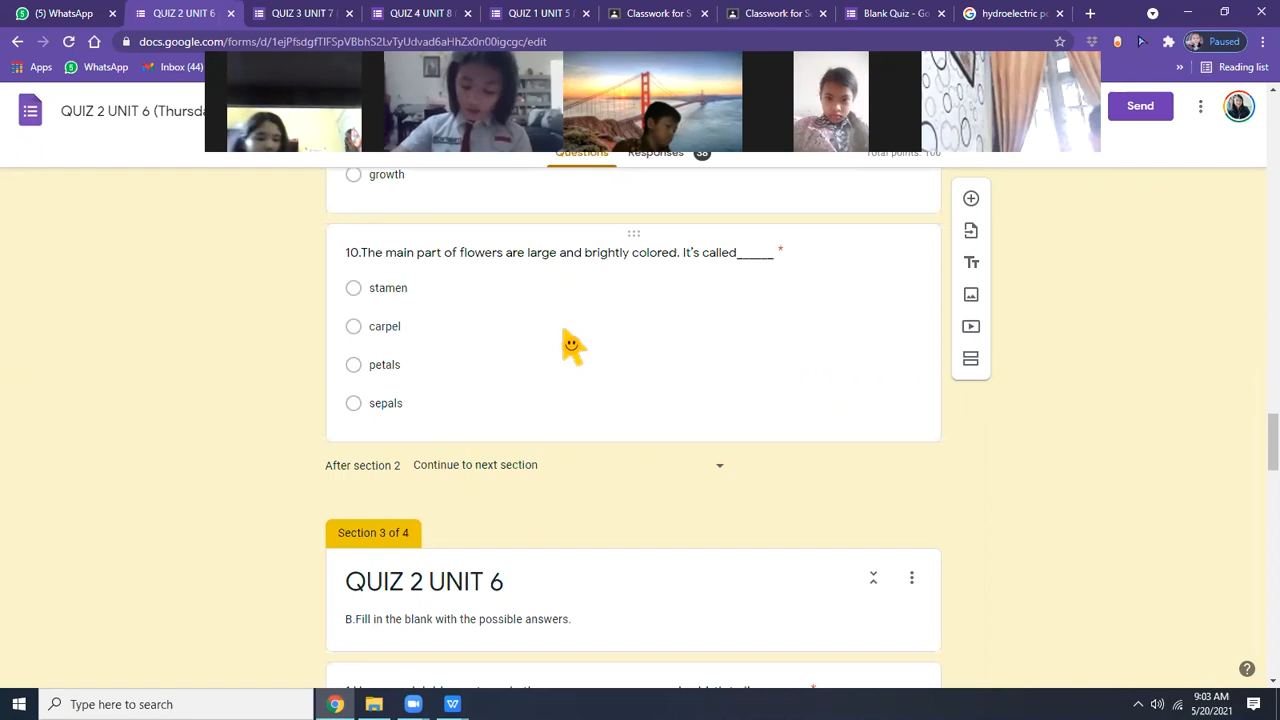 (5) WhatsApp
QUIZ 2 UNIT 6
QUIZ 3 UNIT 7
QUIZ 4 UNIT 8
QUIZ 1 UNIT 5
Classwork for S
Classwork for S
Blank Quiz - Go
hydroelectric p
docs.google.com/forms/d/1ejPfsdgfTIFSpVBbhS2LvTyUdvad6aHhZx0n00igcgc/edit
Paused
Apps
WhatsApp
Inbox (44)
Reading list
QUIZ 2 UNIT 6 (Thursda
Send
Questions
Responses
38
Total points: 100
growth
10.The main part of flowers are large and brightly colored. It's called______ *
stamen
carpel
petals
sepals
After section 2 Continue to next section
Section 3 of 4
QUIZ 2 UNIT 6
B.Fill in the blank with the possible answers.
Type here to search
9:03 AM
5/20/2021